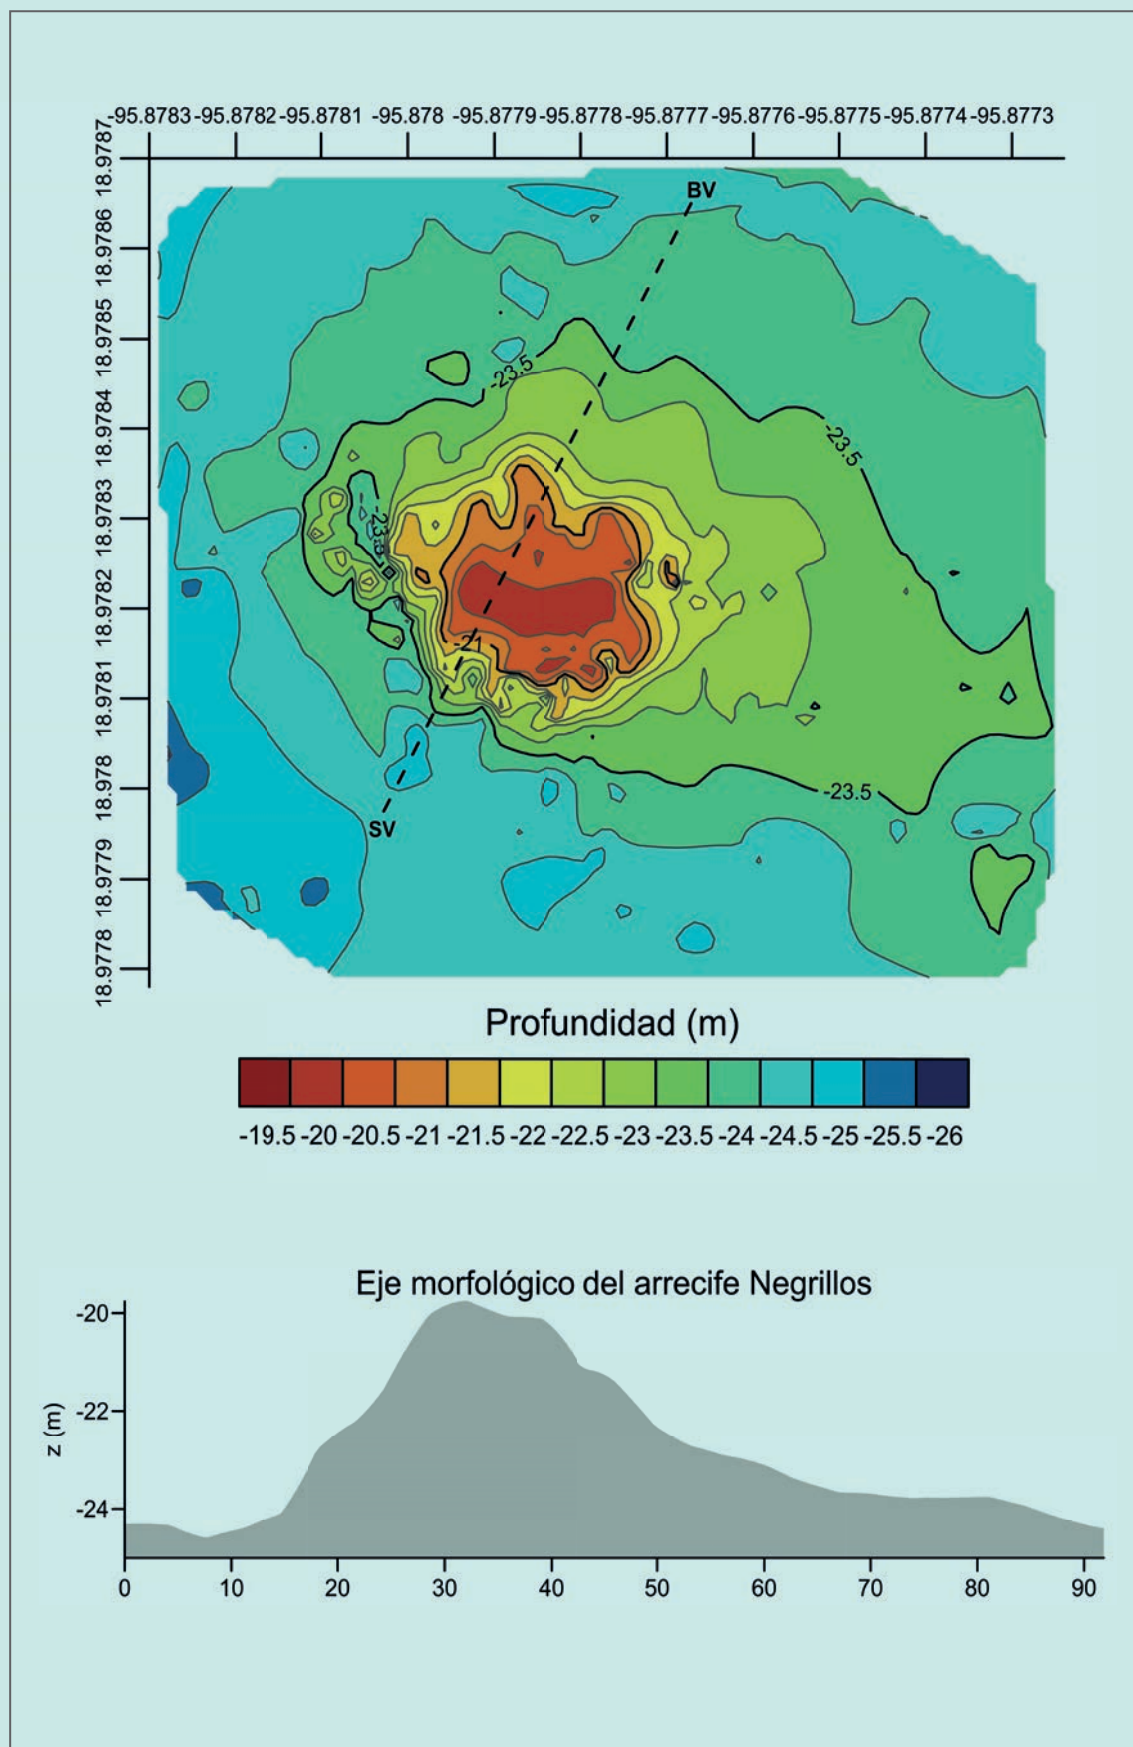 -95.8783 -95.8782 -95.8781 -95.878 -95.8779 -95.8778 -95.8777 -95.8776 -95.8775 -95.8774 -95.8773
18.9787
18.9786
18.9785
18.9784
18.9783
18.9782
18.9781
18.978
18.9779
18.9778
BV
-23.5
-23.5
-23.5
-21
-23.5
SV
Profundidad (m)
-19.5 -20 -20.5 -21 -21.5 -22 -22.5 -23 -23.5 -24 -24.5 -25 -25.5 -26
Eje morfológico del arrecife Negrillos
-20
-22
-24
z (m)
0 10 20 30 40 50 60 70 80 90